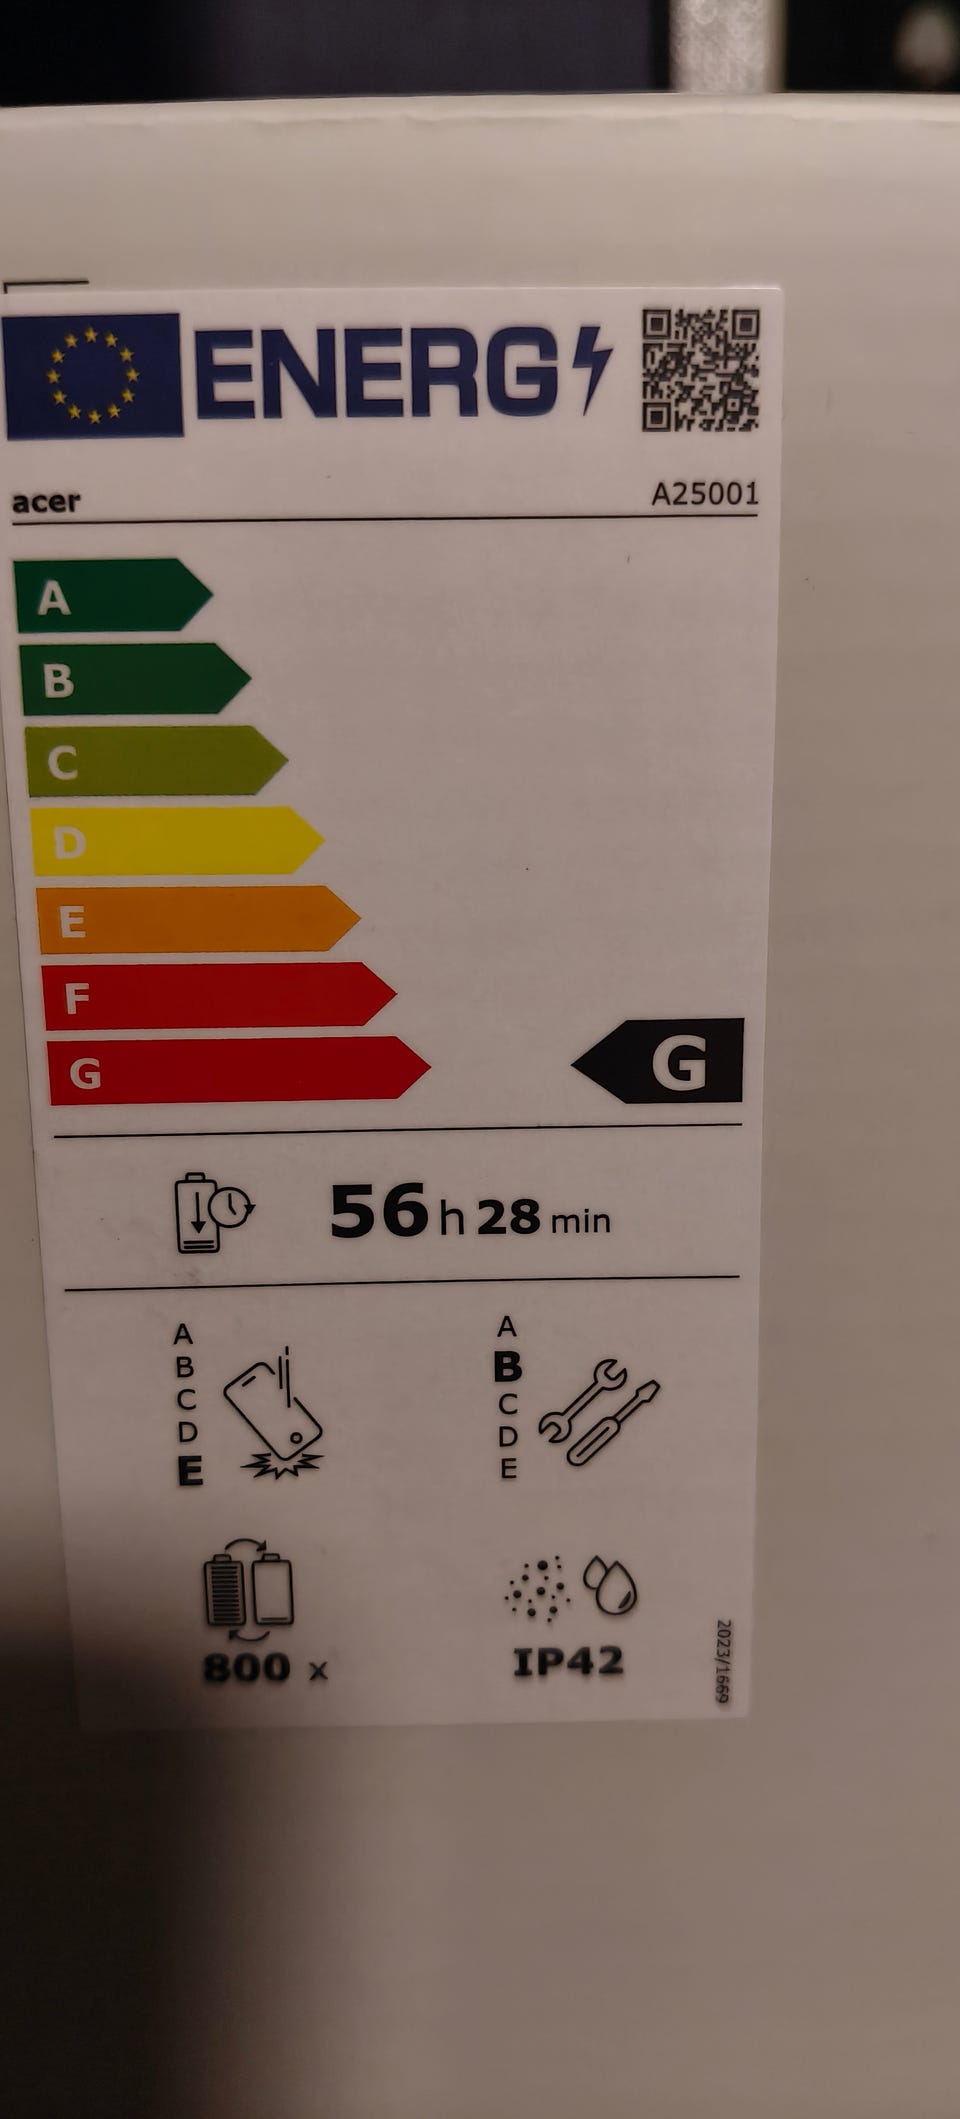 ENERG
acer A25001
A
B
C
D
E
F
G
G
56 h 28 min
A
B
C
D
E
A
B
C
D
E
800 x
IP42
2023/1669